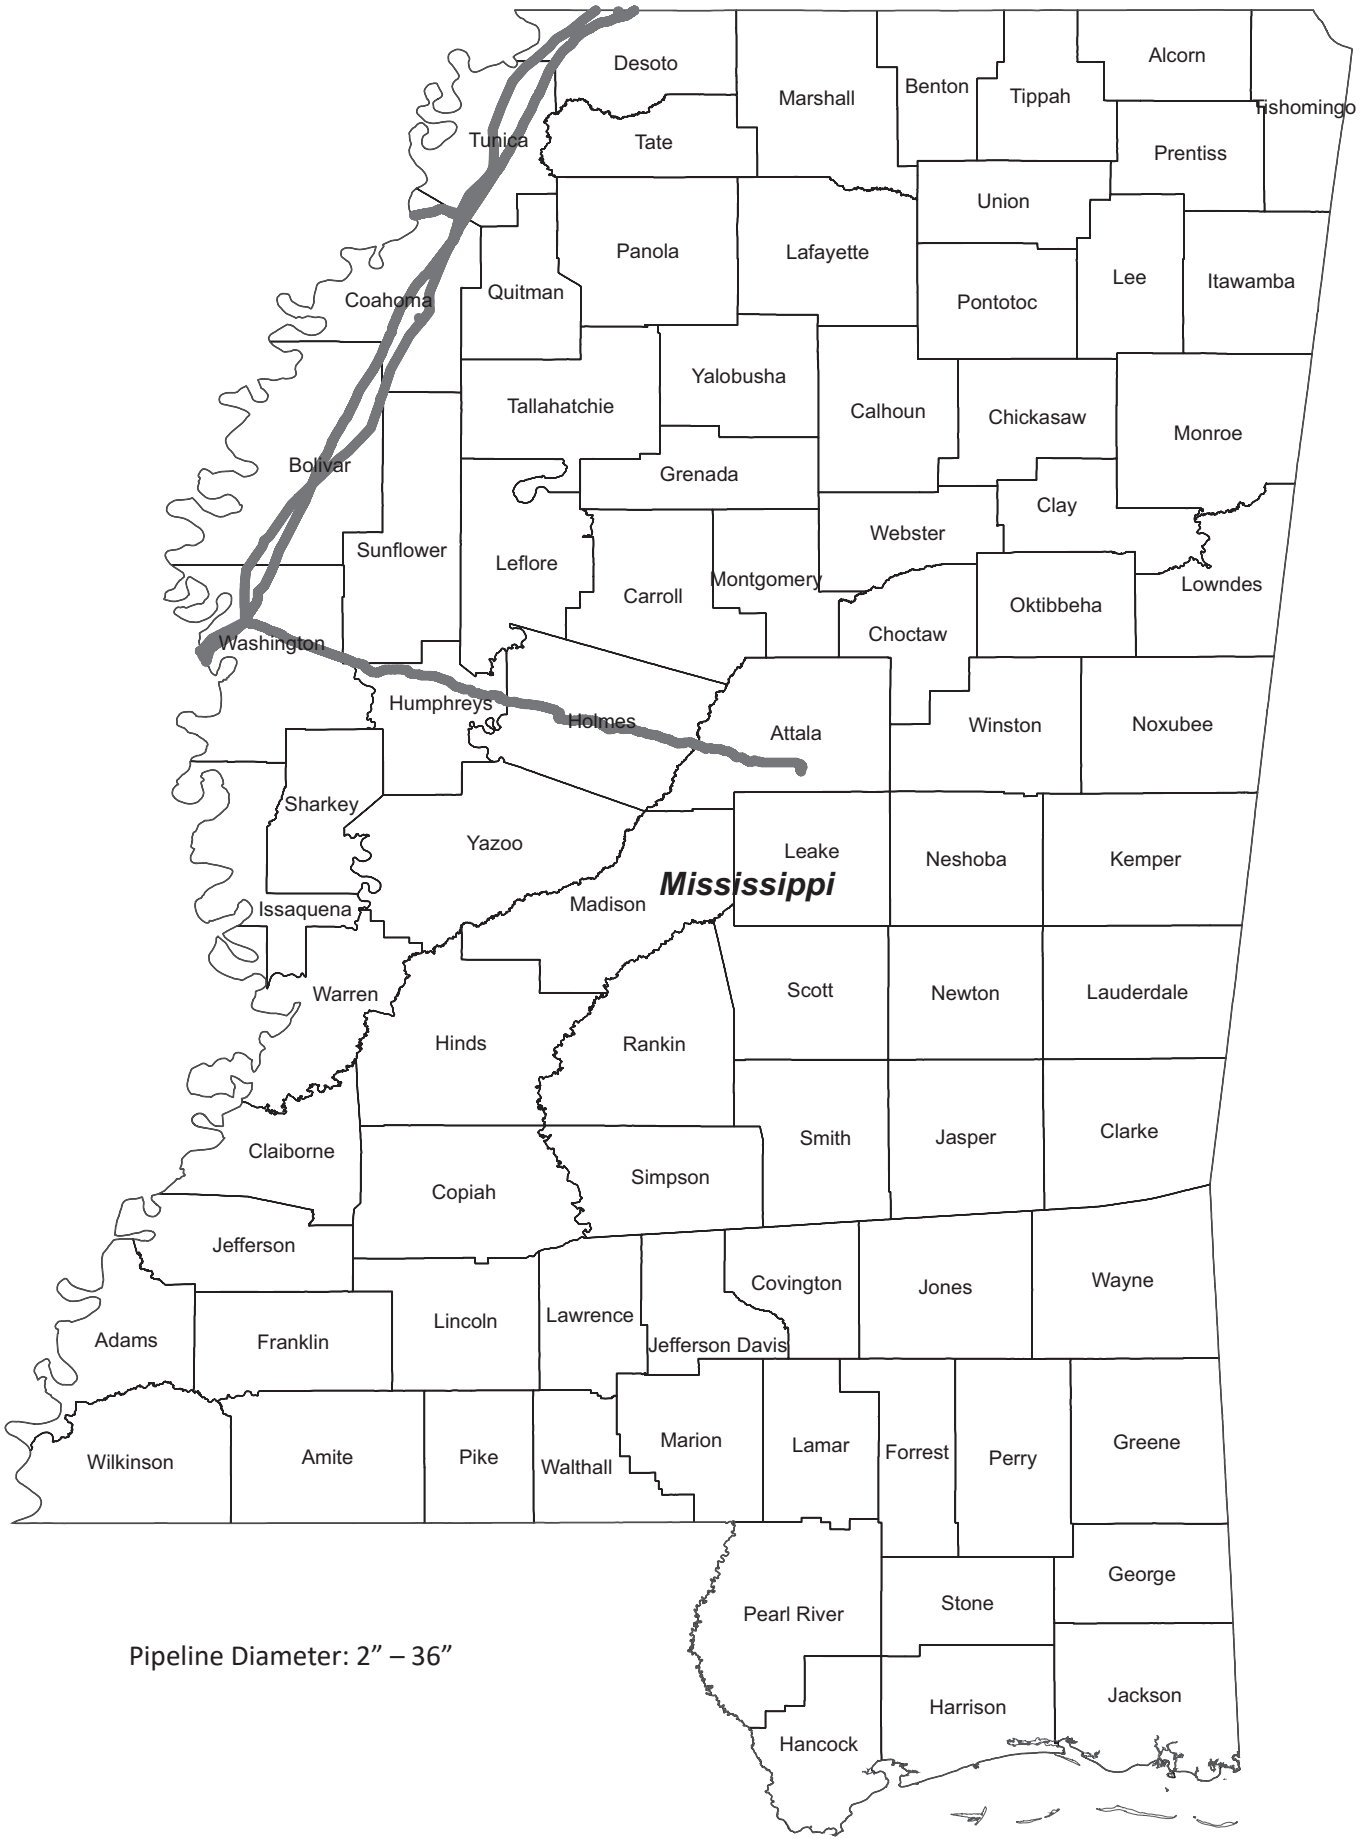 Desoto
Marshall
Benton
Tippah
Alcorn
Tishomingo
Tunica
Tate
Prentiss
Union
Panola
Lafayette
Lee
Itawamba
Coahoma
Quitman
Pontotoc
Yalobusha
Tallahatchie
Calhoun
Chickasaw
Monroe
Bolivar
Grenada
Clay
Webster
Sunflower
Leflore
Montgomery
Carroll
Lowndes
Oktibbeha
Choctaw
Washington
Humphreys
Holmes
Attala
Winston
Noxubee
Sharkey
Yazoo
Leake
Neshoba
Kemper
Mississippi
Issaquena
Madison
Warren
Scott
Newton
Lauderdale
Hinds
Rankin
Smith
Jasper
Clarke
Claiborne
Copiah
Simpson
Jefferson
Covington
Jones
Wayne
Lincoln
Lawrence
Adams
Franklin
Jefferson Davis
Wilkinson
Amite
Pike
Walthall
Marion
Lamar
Forrest
Perry
Greene
George
Stone
Pearl River
Pipeline Diameter: 2” – 36”
Harrison
Jackson
Hancock